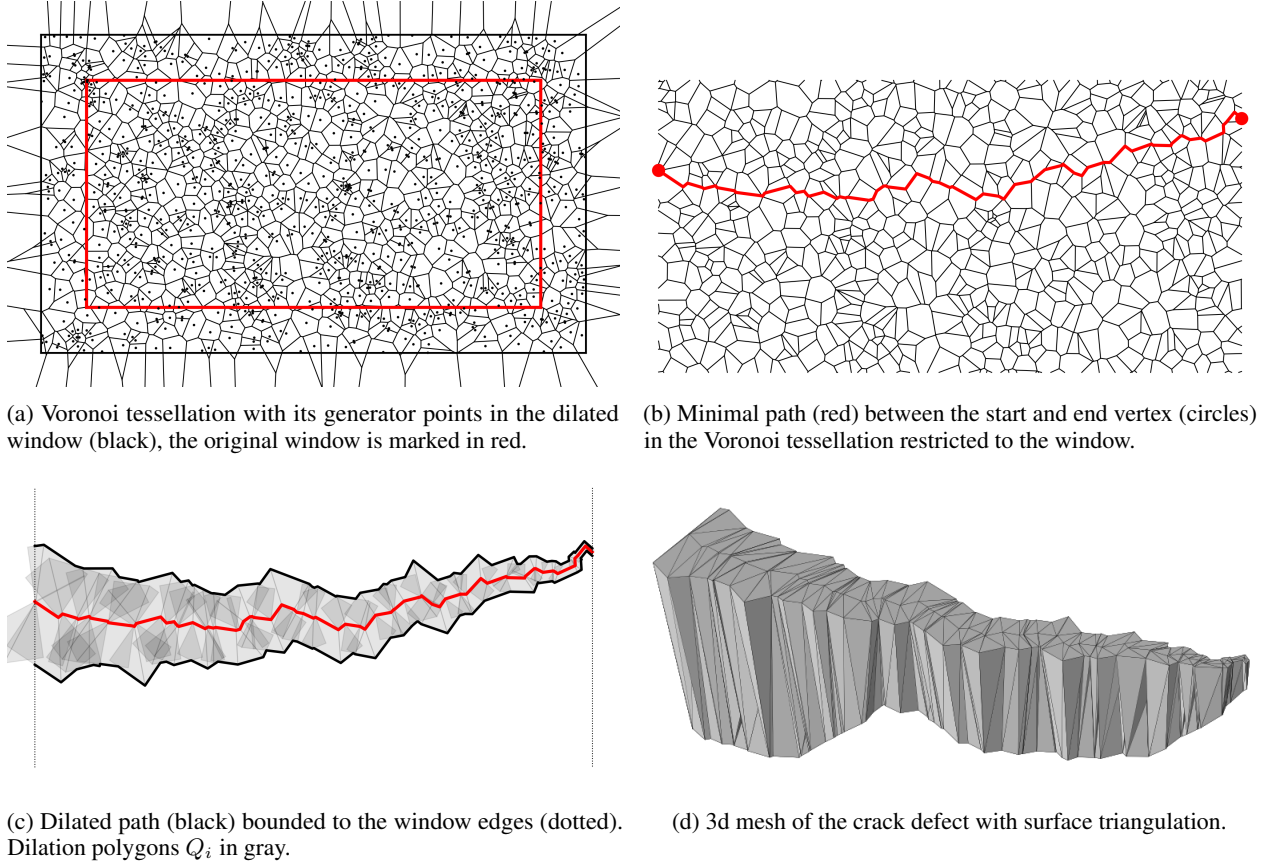 (a) Voronoi tessellation with its generator points in the dilated
window (black), the original window is marked in red.
(b) Minimal path (red) between the start and end vertex (circles)
in the Voronoi tessellation restricted to the window.
(c) Dilated path (black) bounded to the window edges (dotted).
Dilation polygons Q_i in gray.
(d) 3d mesh of the crack defect with surface triangulation.